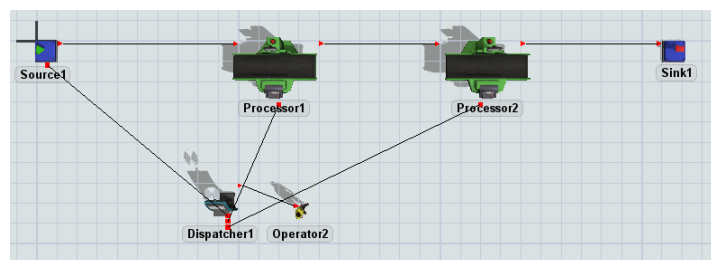 Source1
Processor1
Processor2
Sink1
Dispatcher1
Operator2